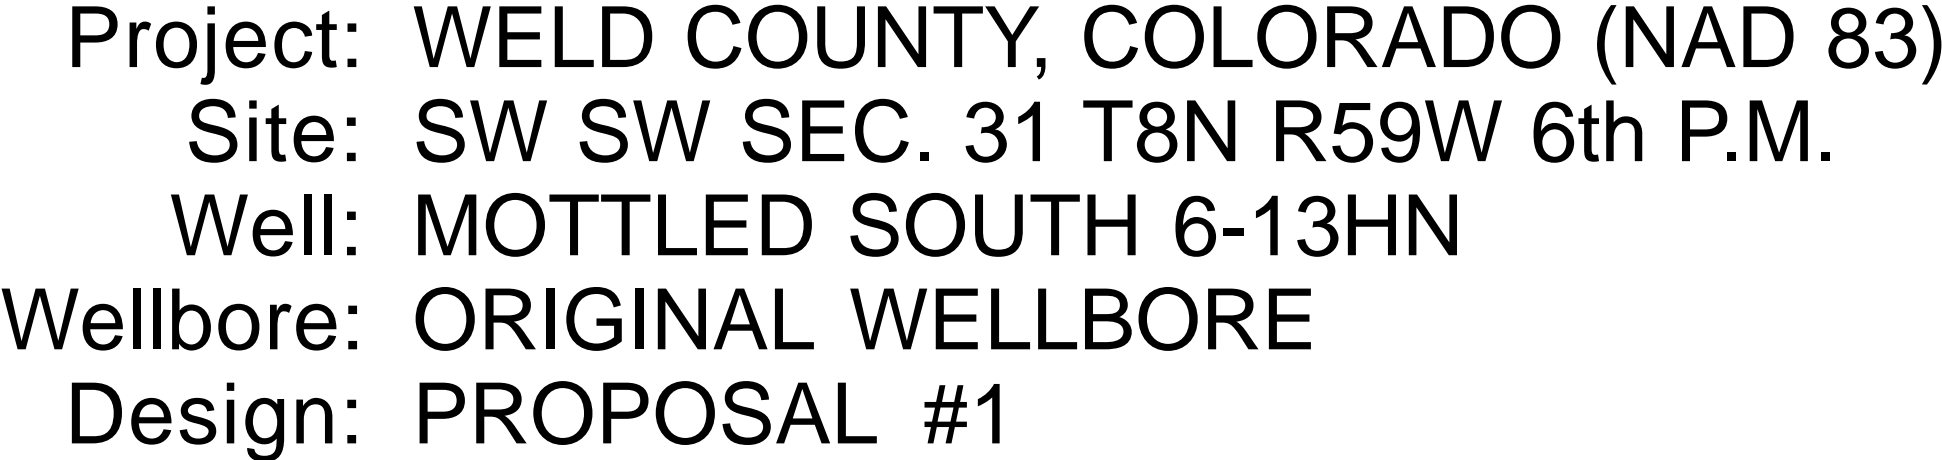 Project: WELD COUNTY, COLORADO (NAD 83)
Site: SW SW SEC. 31 T8N R59W 6th P.M.
Well: MOTTLED SOUTH 6-13HN
Wellbore: ORIGINAL WELLBORE
Design: PROPOSAL #1